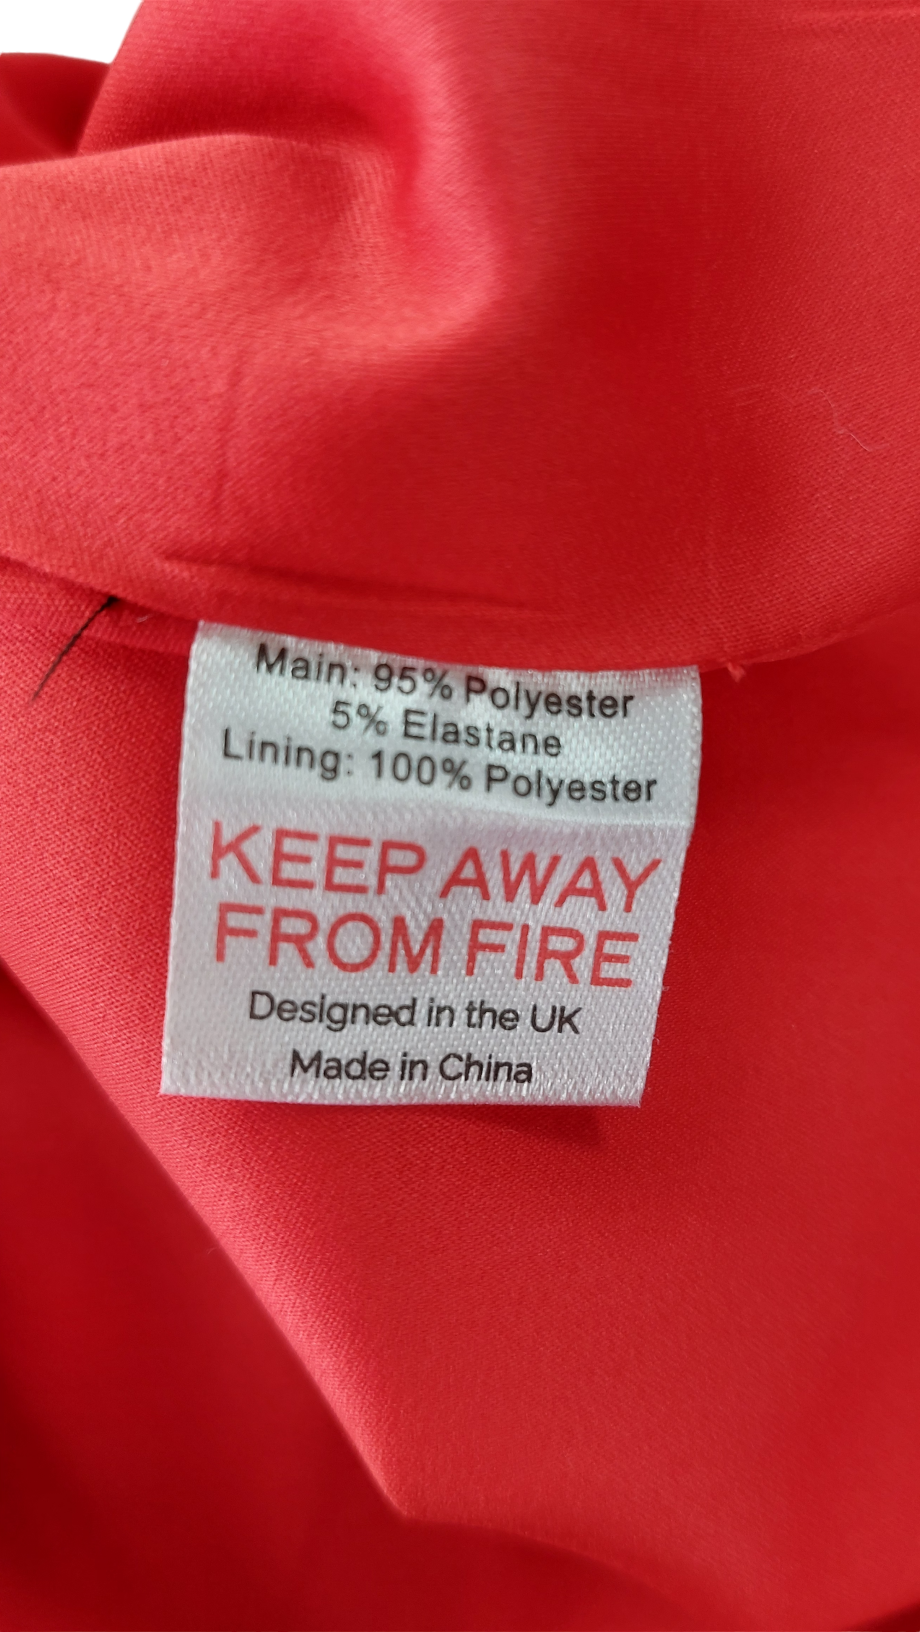 Main: 95% Polyester
5% Elastane
Lining: 100% Polyester
KEEP AWAY
FROM FIRE
Designed in the UK
Made in China